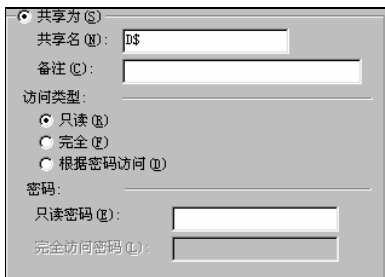 共享为(S)
共享名(N): D$
备注(C):
访问类型:
只读(R)
完全(F)
根据密码访问(D)
密码:
只读密码(E):
完全访问密码(L):